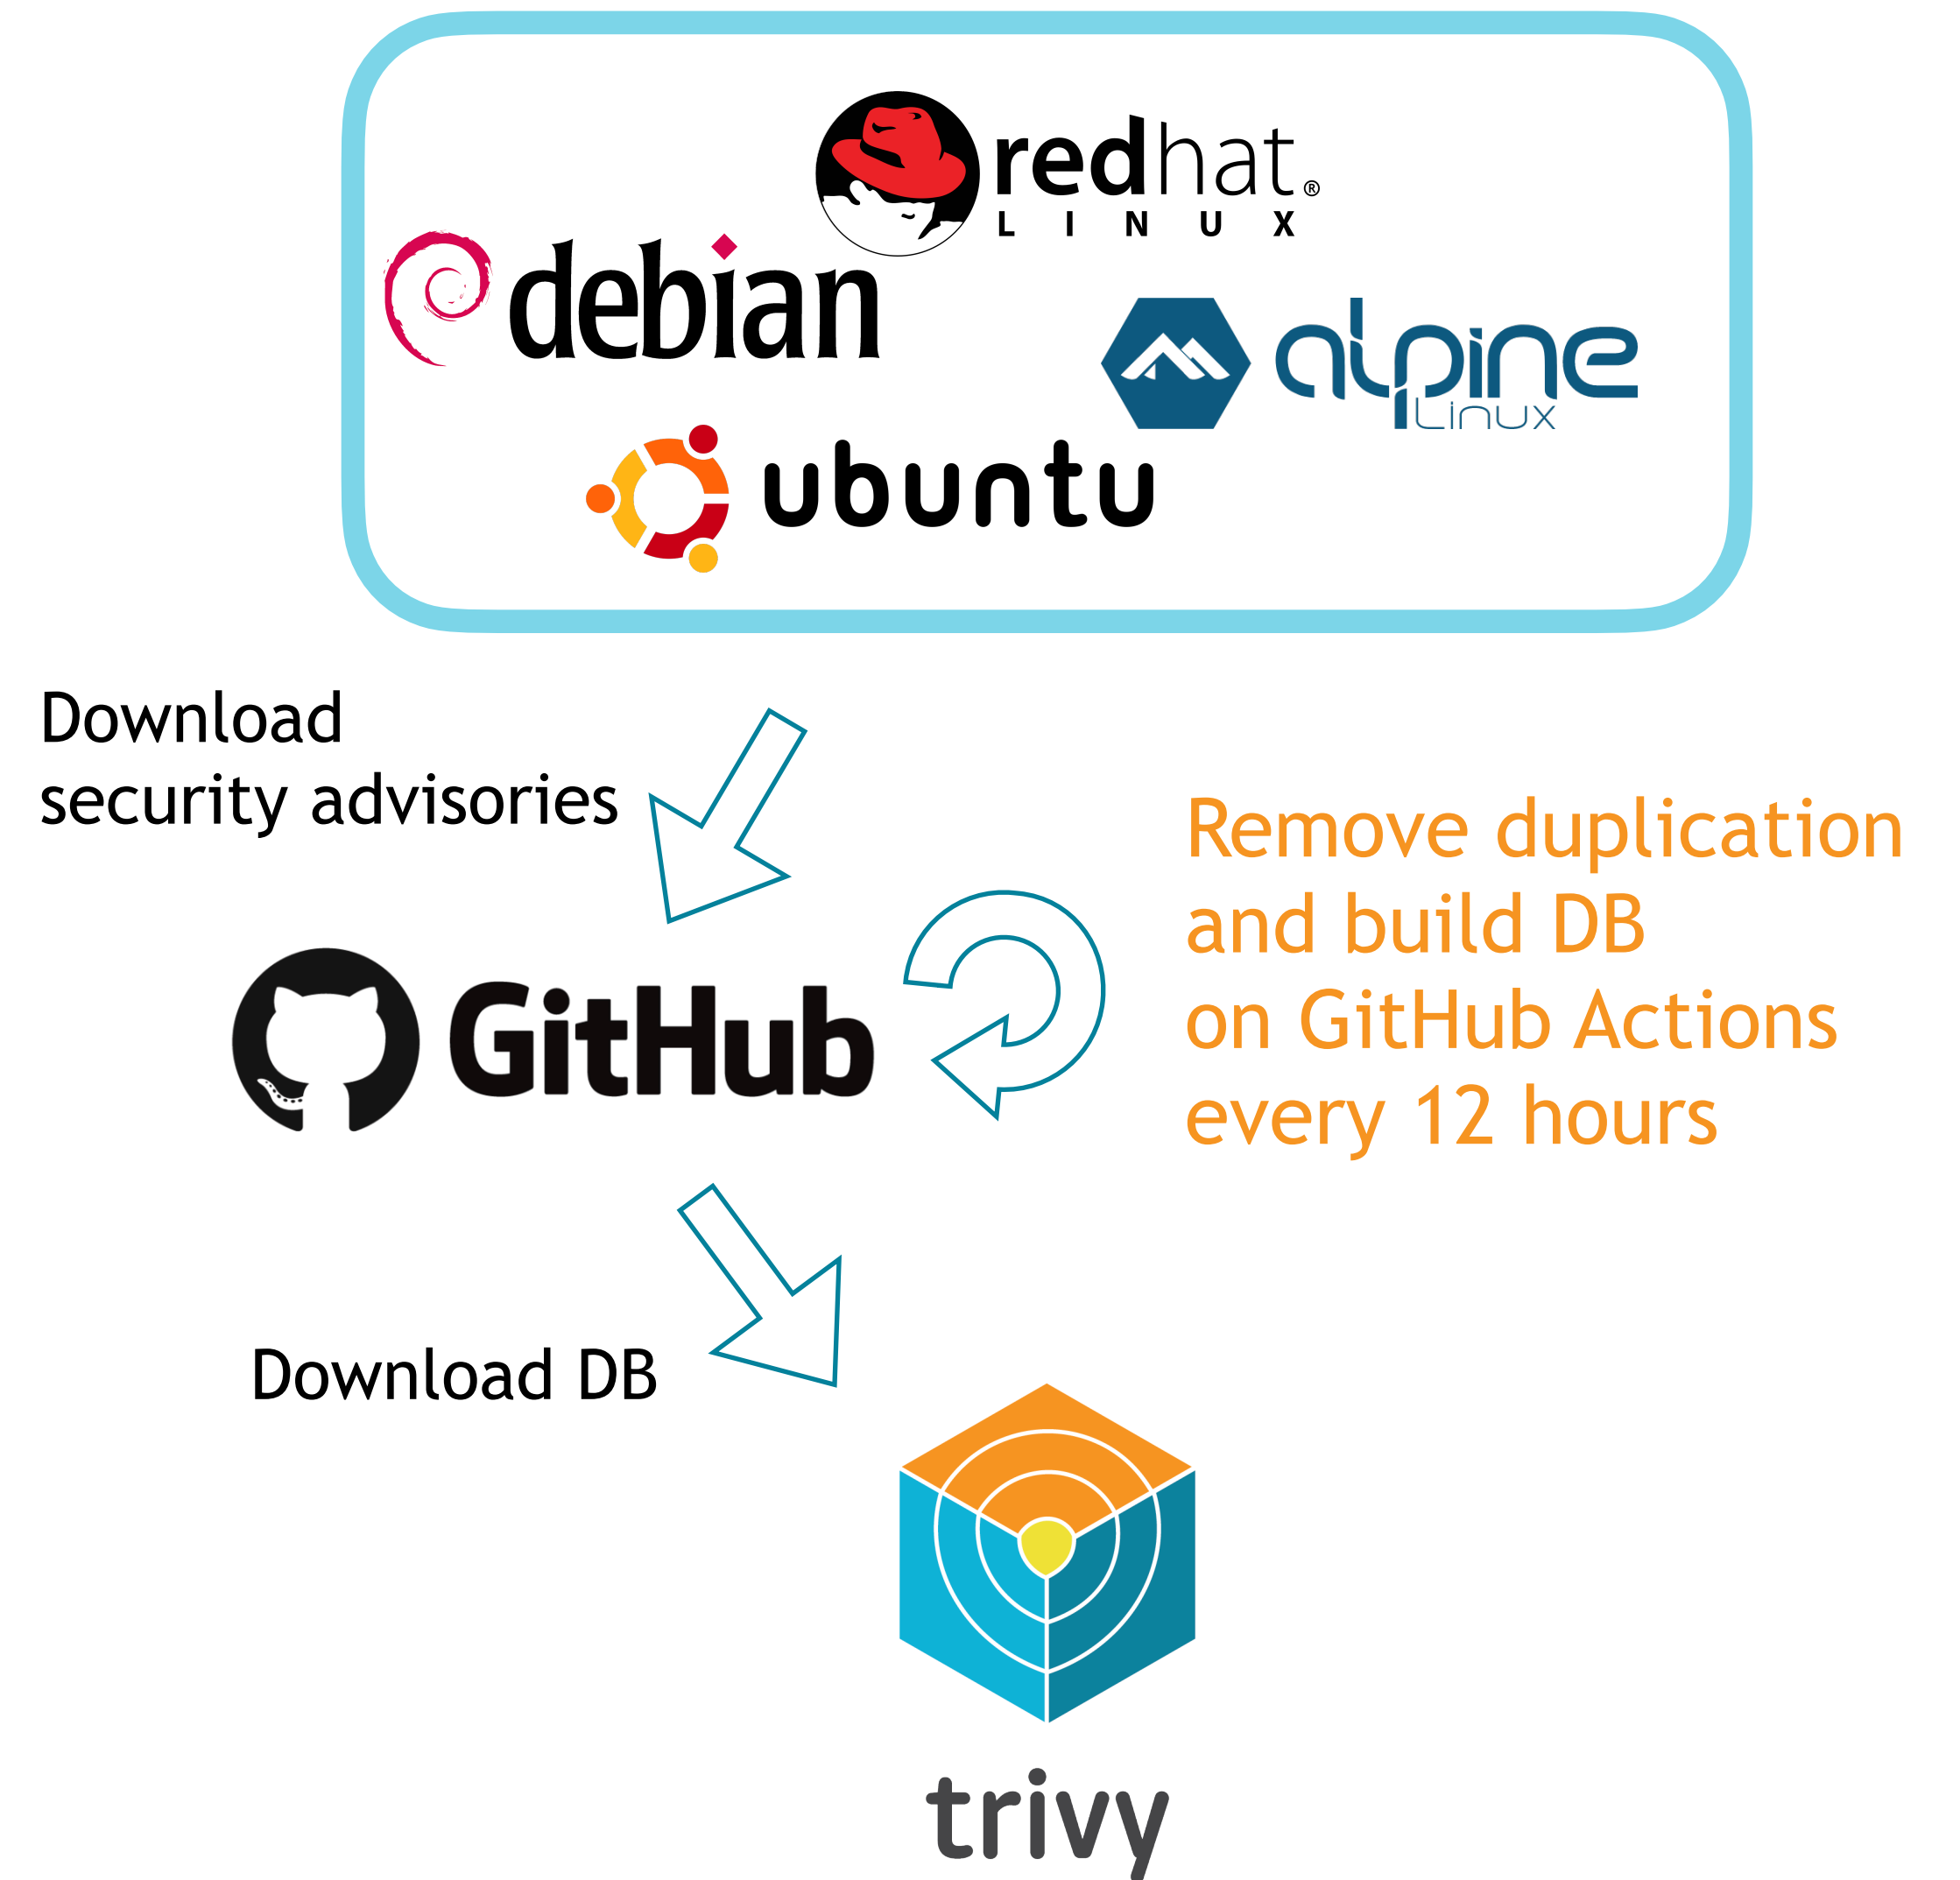 redhat.®
LINUX
debian
alpine
Linux
ubuntu
Download
security advisories
Remove duplication
and build DB
on GitHub Actions
every 12 hours
GitHub
Download DB
trivy